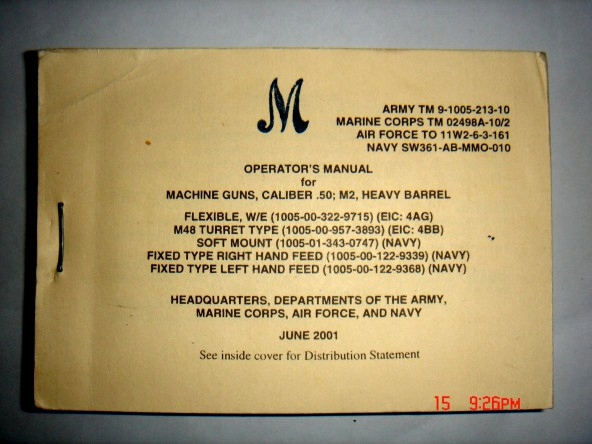 M
ARMY TM 9-1005-213-10
MARINE CORPS TM 02498A-10/2
AIR FORCE TO 11W2-6-3-161
NAVY SW361-AB-MMO-010
OPERATOR'S MANUAL
for
MACHINE GUNS, CALIBER .50; M2, HEAVY BARREL
FLEXIBLE, W/E (1005-00-322-9715) (EIC: 4AG)
M48 TURRET TYPE (1005-00-957-3893) (EIC: 4BB)
SOFT MOUNT (1005-01-343-0747) (NAVY)
FIXED TYPE RIGHT HAND FEED (1005-00-122-9339) (NAVY)
FIXED TYPE LEFT HAND FEED (1005-00-122-9368) (NAVY)
HEADQUARTERS, DEPARTMENTS OF THE ARMY,
MARINE CORPS, AIR FORCE, AND NAVY
JUNE 2001
See inside cover for Distribution Statement
15 9:26PM